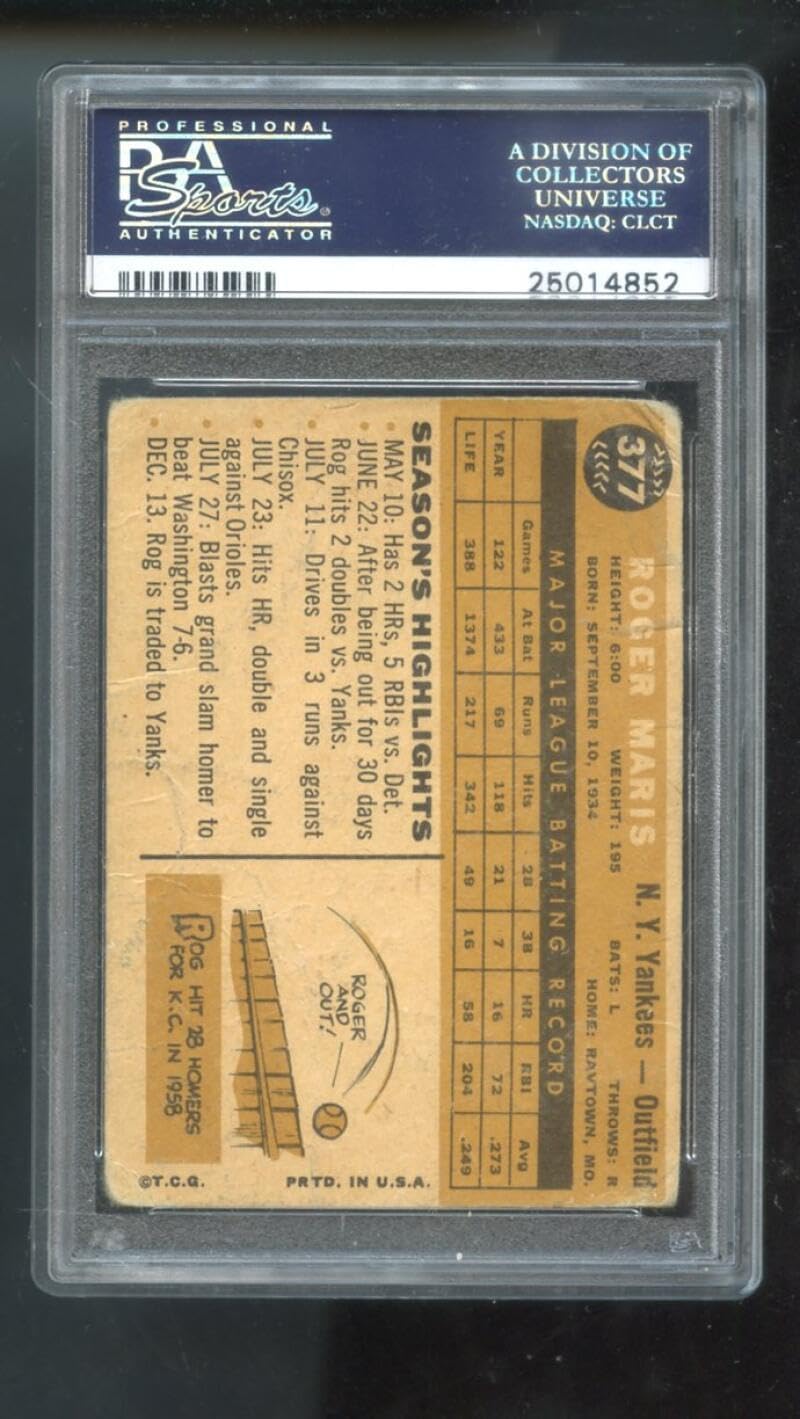 PROFESSIONAL
PSA
Sports®
AUTHENTICATOR
A DIVISION OF
COLLECTORS
UNIVERSE
NASDAQ: CLCT
25014852
377
ROGER MARIS N. Y. Yankees — Outfield
HEIGHT: 6:00 WEIGHT: 195 BATS: L THROWS: R
BORN: SEPTEMBER 10, 1934 HOME: RAYTOWN, MO.
MAJOR LEAGUE BATTING RECORD
Games At Bat Runs Hits 2B 3B HR RBI Avg
YEAR 122 433 69 118 21 7 16 72 .273
LIFE 388 1374 217 342 49 16 58 204 .249
SEASON'S HIGHLIGHTS
• MAY 10: Has 2 HRs, 5 RBIs vs. Det.
• JUNE 22: After being out for 30 days
Rog hits 2 doubles vs. Yanks.
• JULY 11: Drives in 3 runs against
Chisox.
• JULY 23: Hits HR, double and single
against Orioles.
• JULY 27: Blasts grand slam homer to
beat Washington 7-6.
• DEC. 13. Rog is traded to Yanks.
ROGER
AND
OUT!
ROG HIT 28 HOMERS
FOR K.C. IN 1958
©T.C.G. PRTD. IN U.S.A.